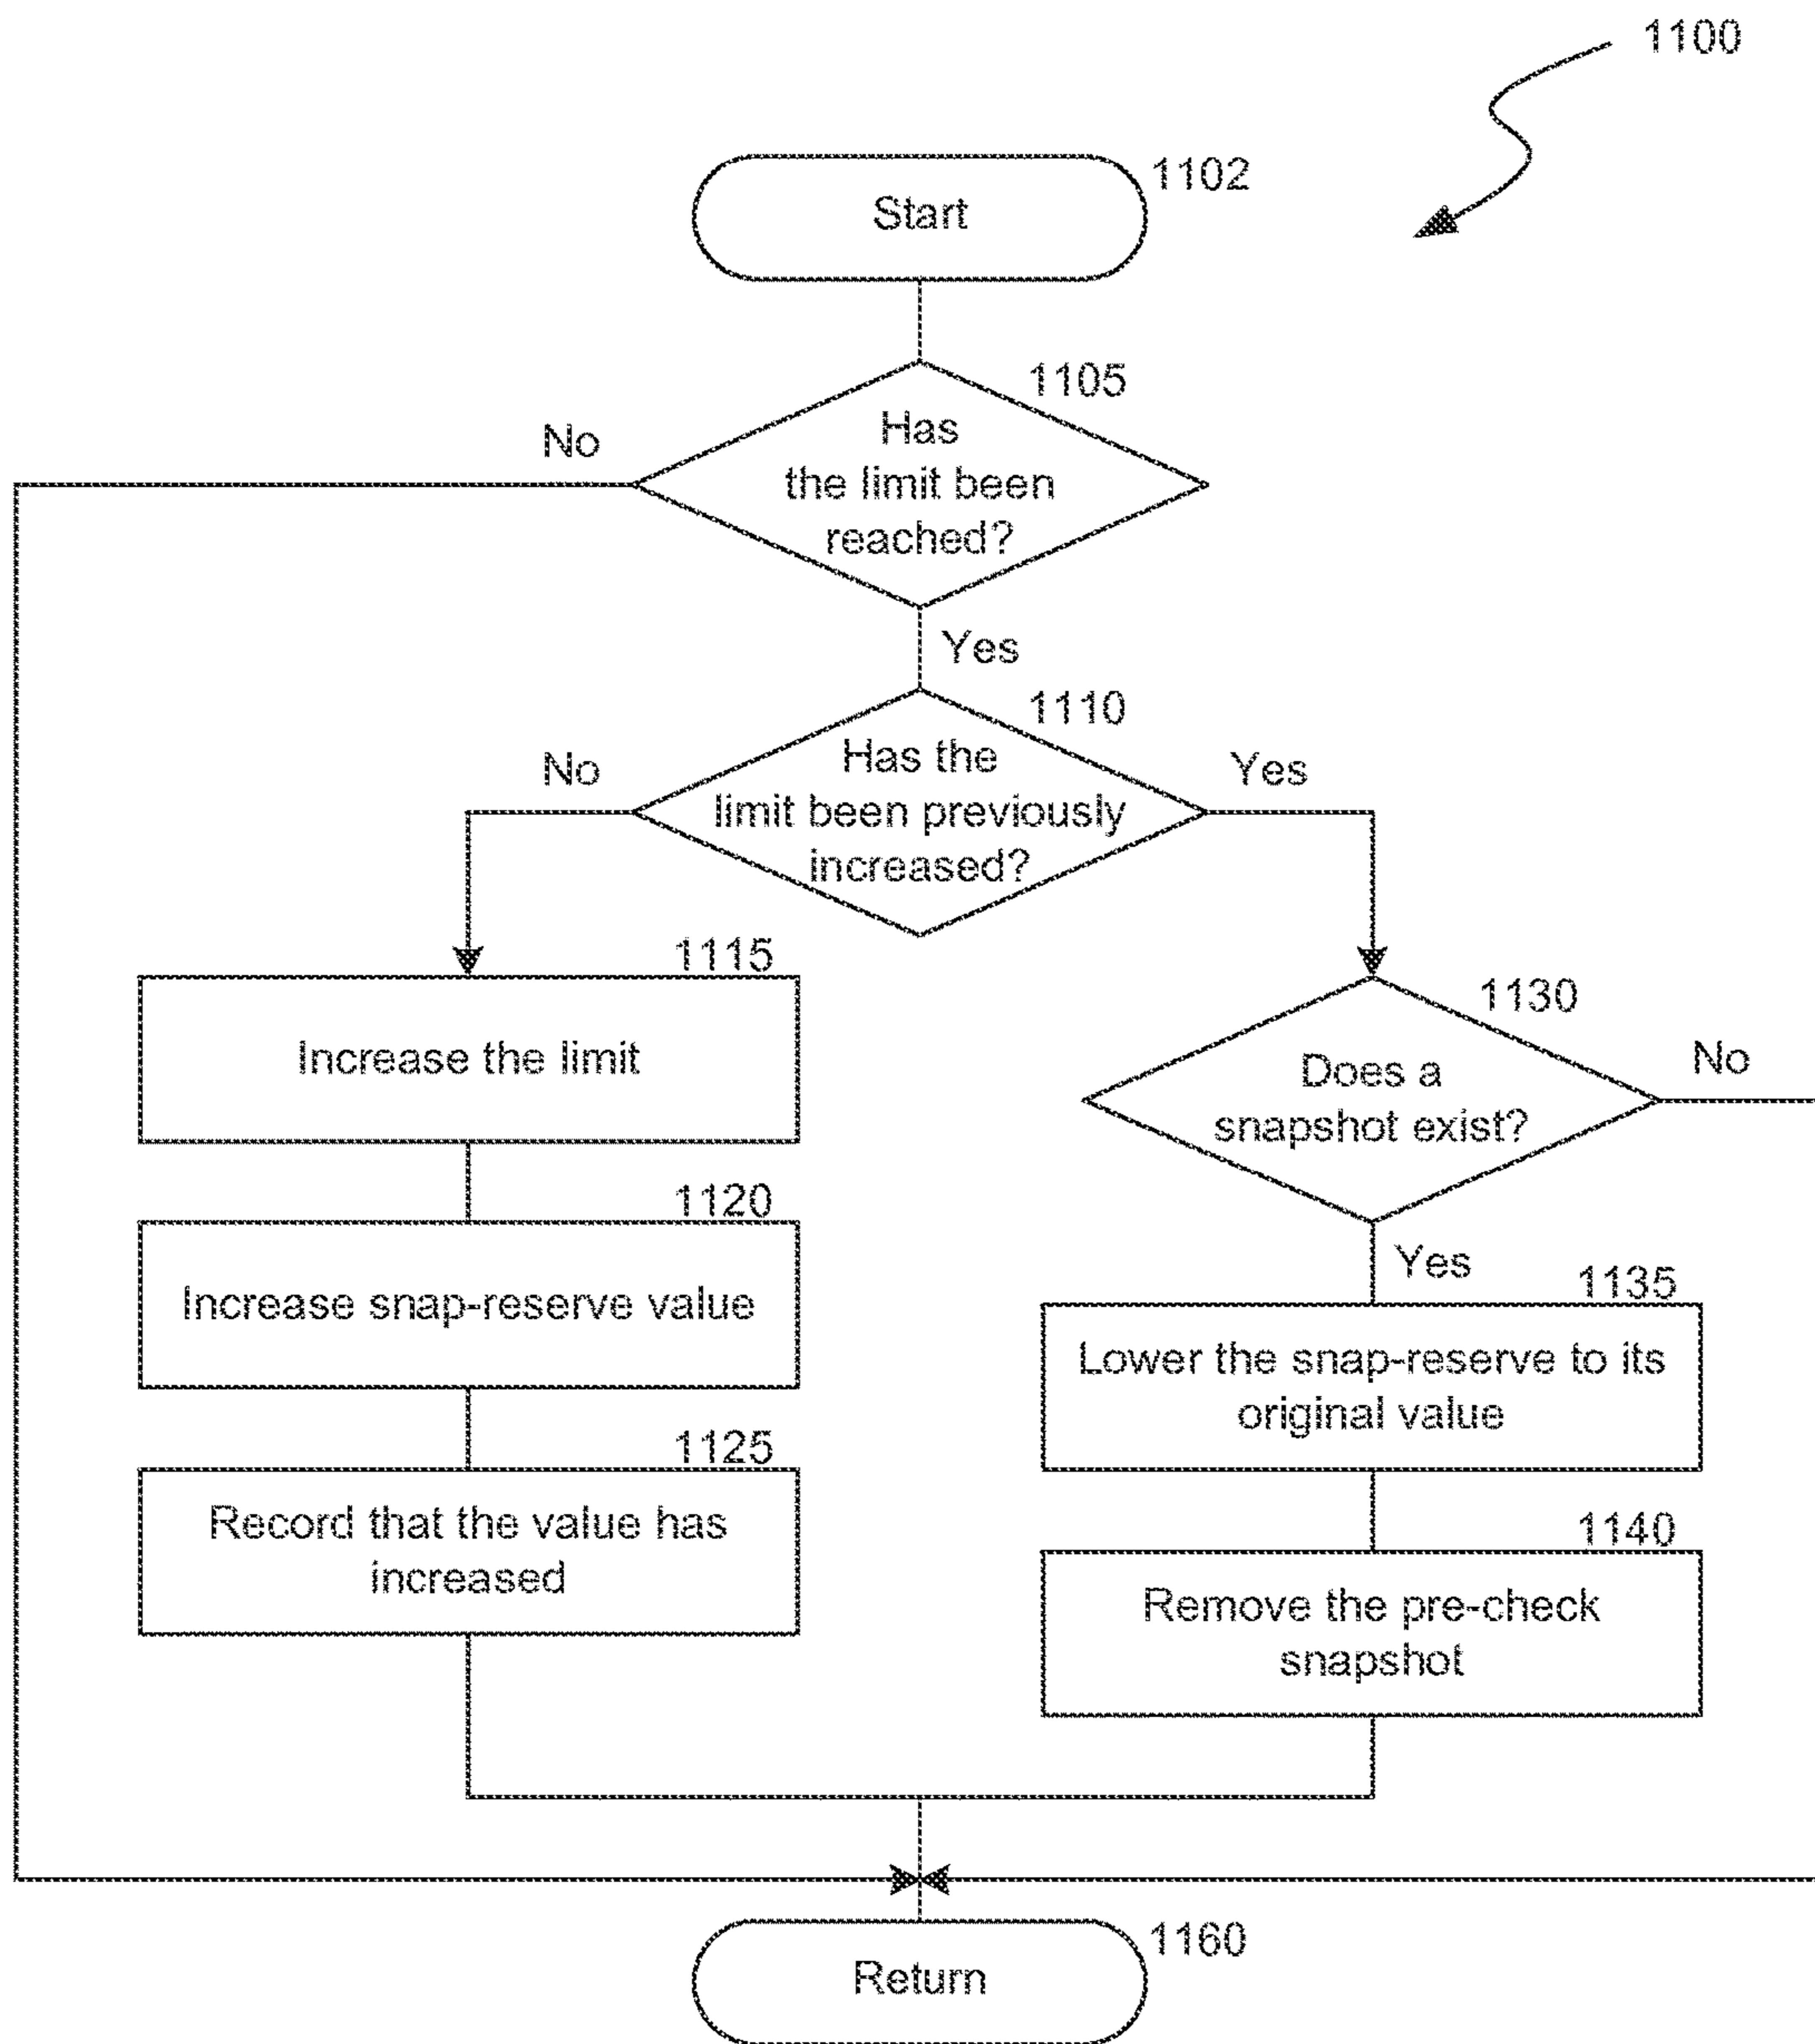 1100
1102
Start
1105
Has
the limit been
reached?
No
Yes
1110
Has the
limit been previously
increased?
No
Yes
1115
Increase the limit
1130
Does a
snapshot exist?
No
Yes
1120
Increase snap-reserve value
1135
Lower the snap-reserve to its
original value
1125
Record that the value has
increased
1140
Remove the pre-check
snapshot
1160
Return